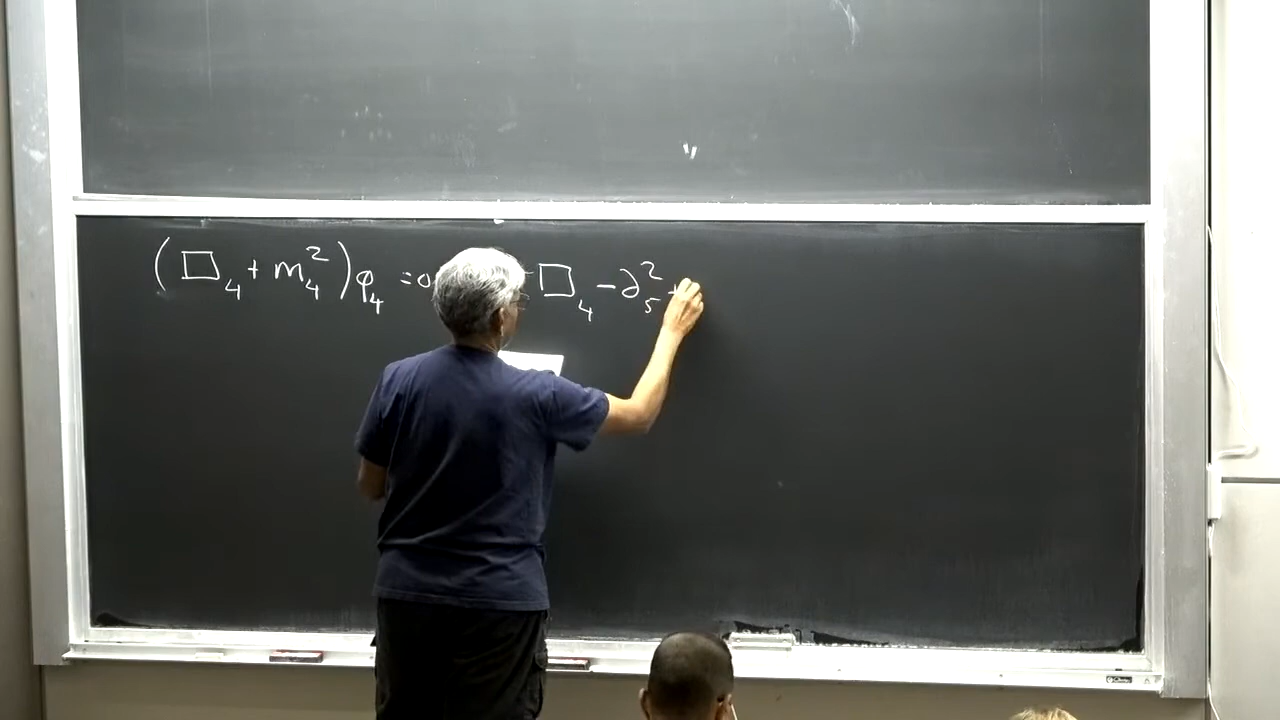 (□₄ + m₄²)φ₄ = 0 □₄ − ∂₅² +